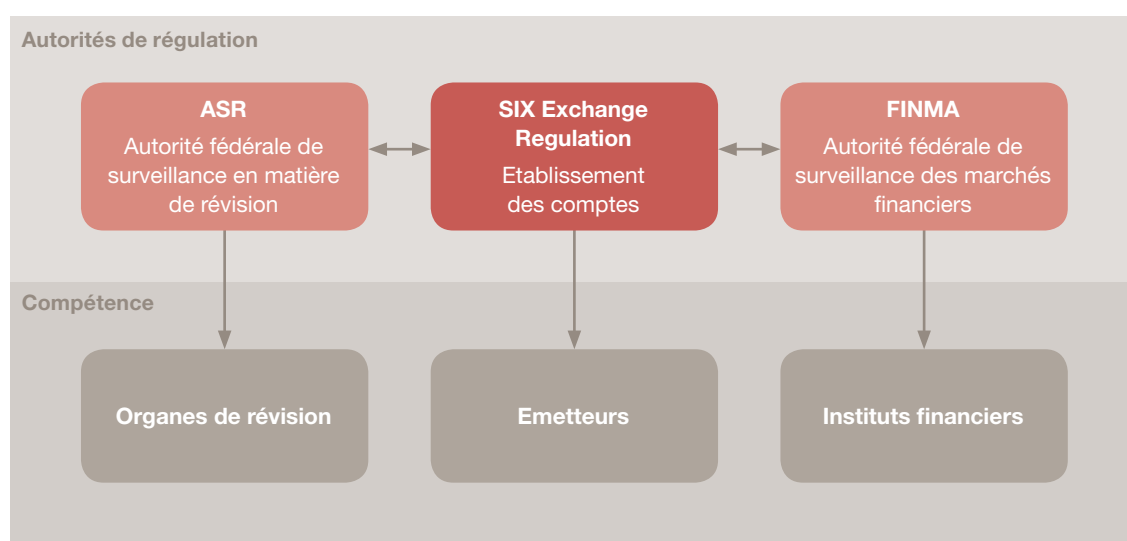 Autorités de régulation
ASR
Autorité fédérale de
surveillance en matière
de révision
SIX Exchange
Regulation
Etablissement
des comptes
FINMA
Autorité fédérale de
surveillance des marchés
financiers
Compétence
Organes de révision
Emetteurs
Instituts financiers